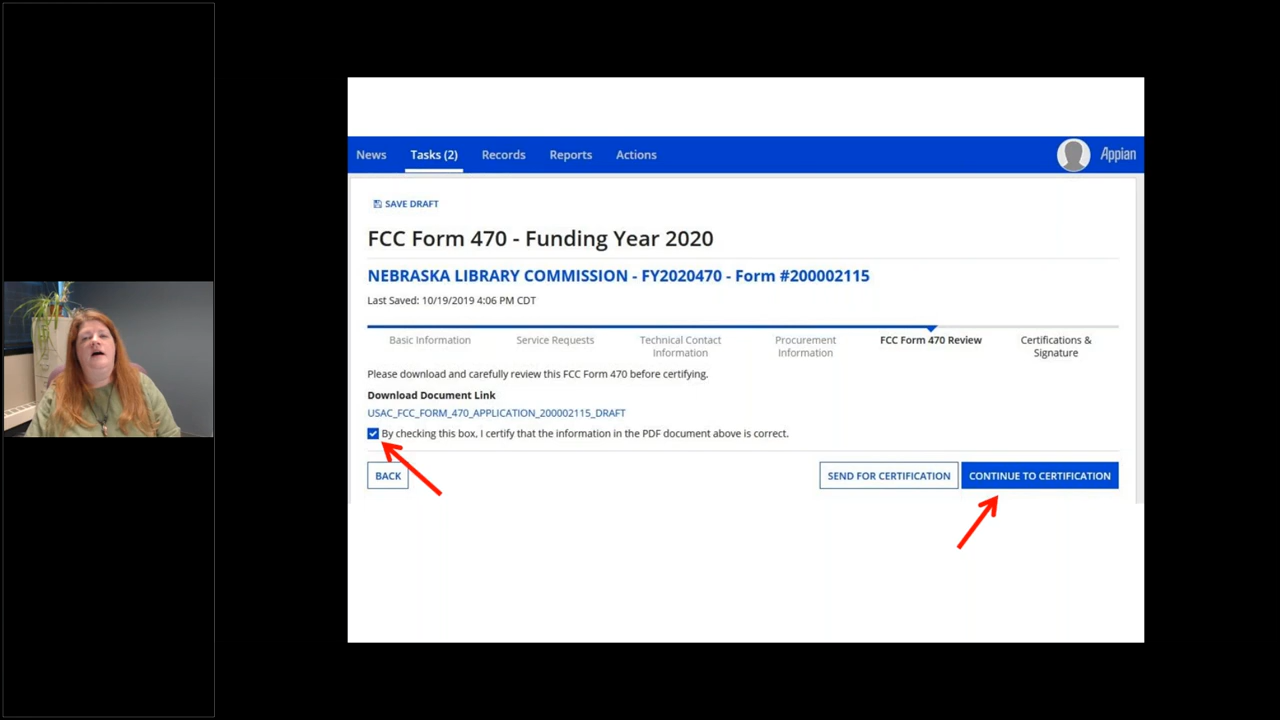 News Tasks (2) Records Reports Actions Appian
SAVE DRAFT
FCC Form 470 - Funding Year 2020
NEBRASKA LIBRARY COMMISSION - FY2020470 - Form #200002115
Last Saved: 10/19/2019 4:06 PM CDT
Basic Information
Service Requests
Technical Contact
Information
Procurement
Information
FCC Form 470 Review
Certifications &
Signature
Please download and carefully review this FCC Form 470 before certifying.
Download Document Link
USAC_FCC_FORM_470_APPLICATION_200002115_DRAFT
By checking this box, I certify that the information in the PDF document above is correct.
BACK
SEND FOR CERTIFICATION
CONTINUE TO CERTIFICATION